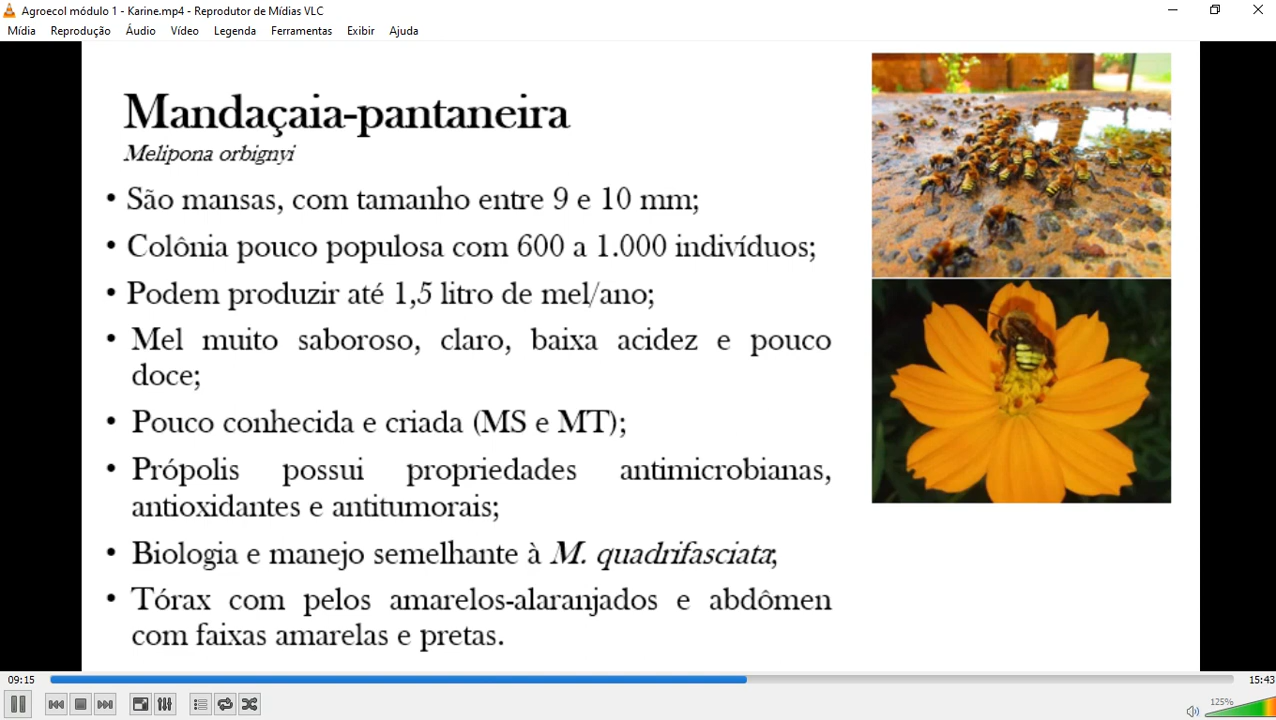 Agroecol módulo 1 - Karine.mp4 - Reprodutor de Mídias VLC
Mídia Reprodução Áudio Vídeo Legenda Ferramentas Exibir Ajuda
Mandaçaia-pantaneira
Melipona orbignyi
• São mansas, com tamanho entre 9 e 10 mm;
• Colônia pouco populosa com 600 a 1.000 indivíduos;
• Podem produzir até 1,5 litro de mel/ano;
• Mel muito saboroso, claro, baixa acidez e pouco
doce;
• Pouco conhecida e criada (MS e MT);
• Própolis possui propriedades antimicrobianas,
antioxidantes e antitumorais;
• Biologia e manejo semelhante à M. quadrifasciata;
• Tórax com pelos amarelos-alaranjados e abdômen
com faixas amarelas e pretas.
09:15 15:43
125%